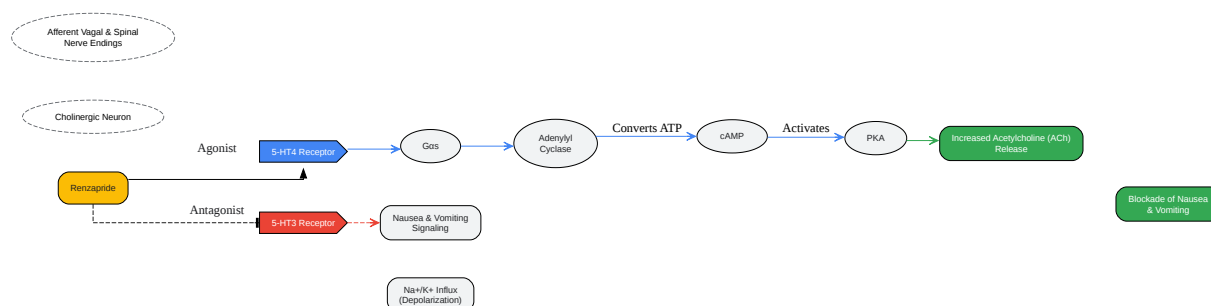 Afferent Vagal & Spinal
Nerve Endings
Cholinergic Neuron
Agonist
5-HT4 Receptor
Gαs
Adenylyl
Cyclase
Converts ATP
cAMP
Activates
PKA
Increased Acetylcholine (ACh)
Release
Renzapride
Antagonist
5-HT3 Receptor
Nausea & Vomiting
Signaling
Blockade of Nausea
& Vomiting
Na+/K+ Influx
(Depolarization)